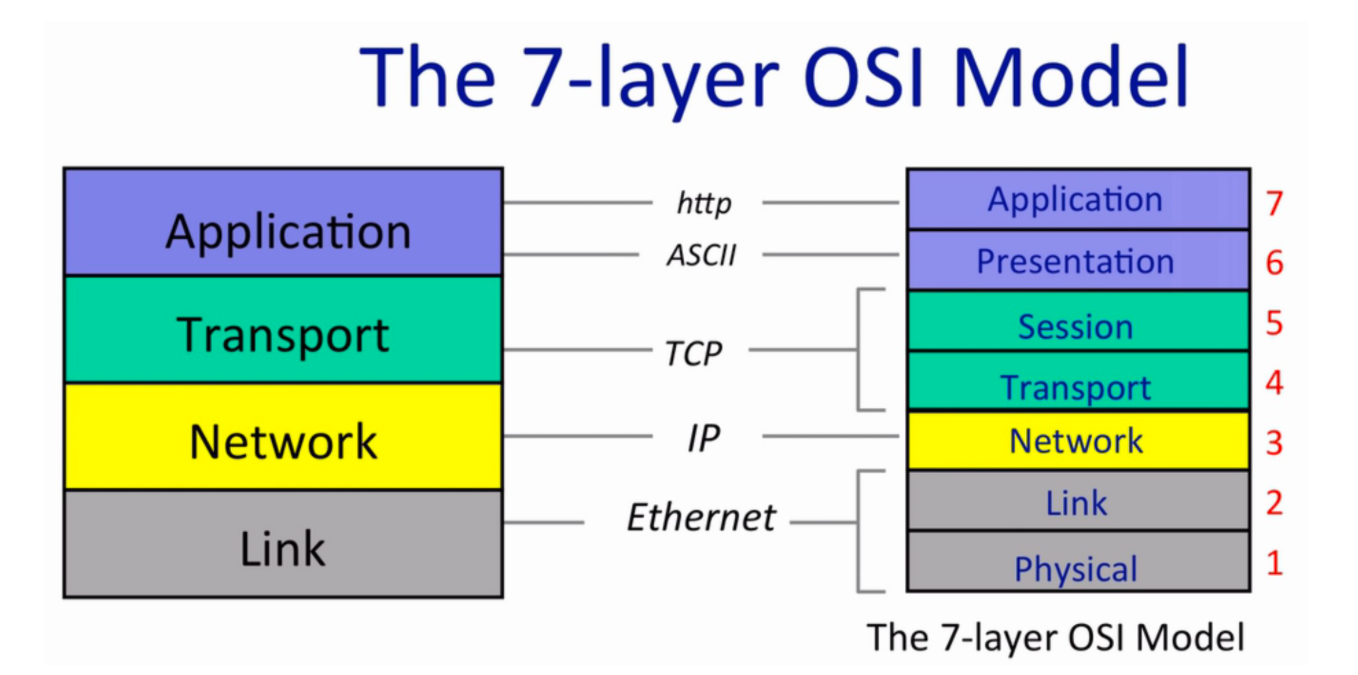 The 7-layer OSI Model
Application
Transport
Network
Link
http
ASCII
TCP
IP
Ethernet
Application 7
Presentation 6
Session 5
Transport 4
Network 3
Link 2
Physical 1
The 7-layer OSI Model